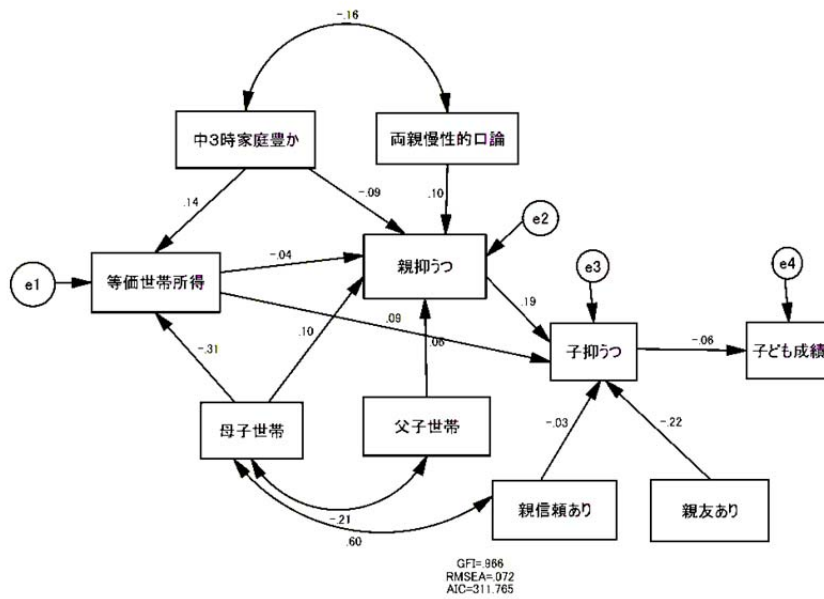 -.16
中3時家庭豊か
両親慢性的口論
.14
-.09
.10
e2
e1
等価世帯所得
-.04
親抑うつ
e3
e4
.19
.09
-.31
.10
.06
子抑うつ
-.06
子ども成績
母子世帯
父子世帯
-.03
-.22
-.21
.60
親信頼あり
親友あり
GFI=.966
RMSEA=.072
AIC=311.765